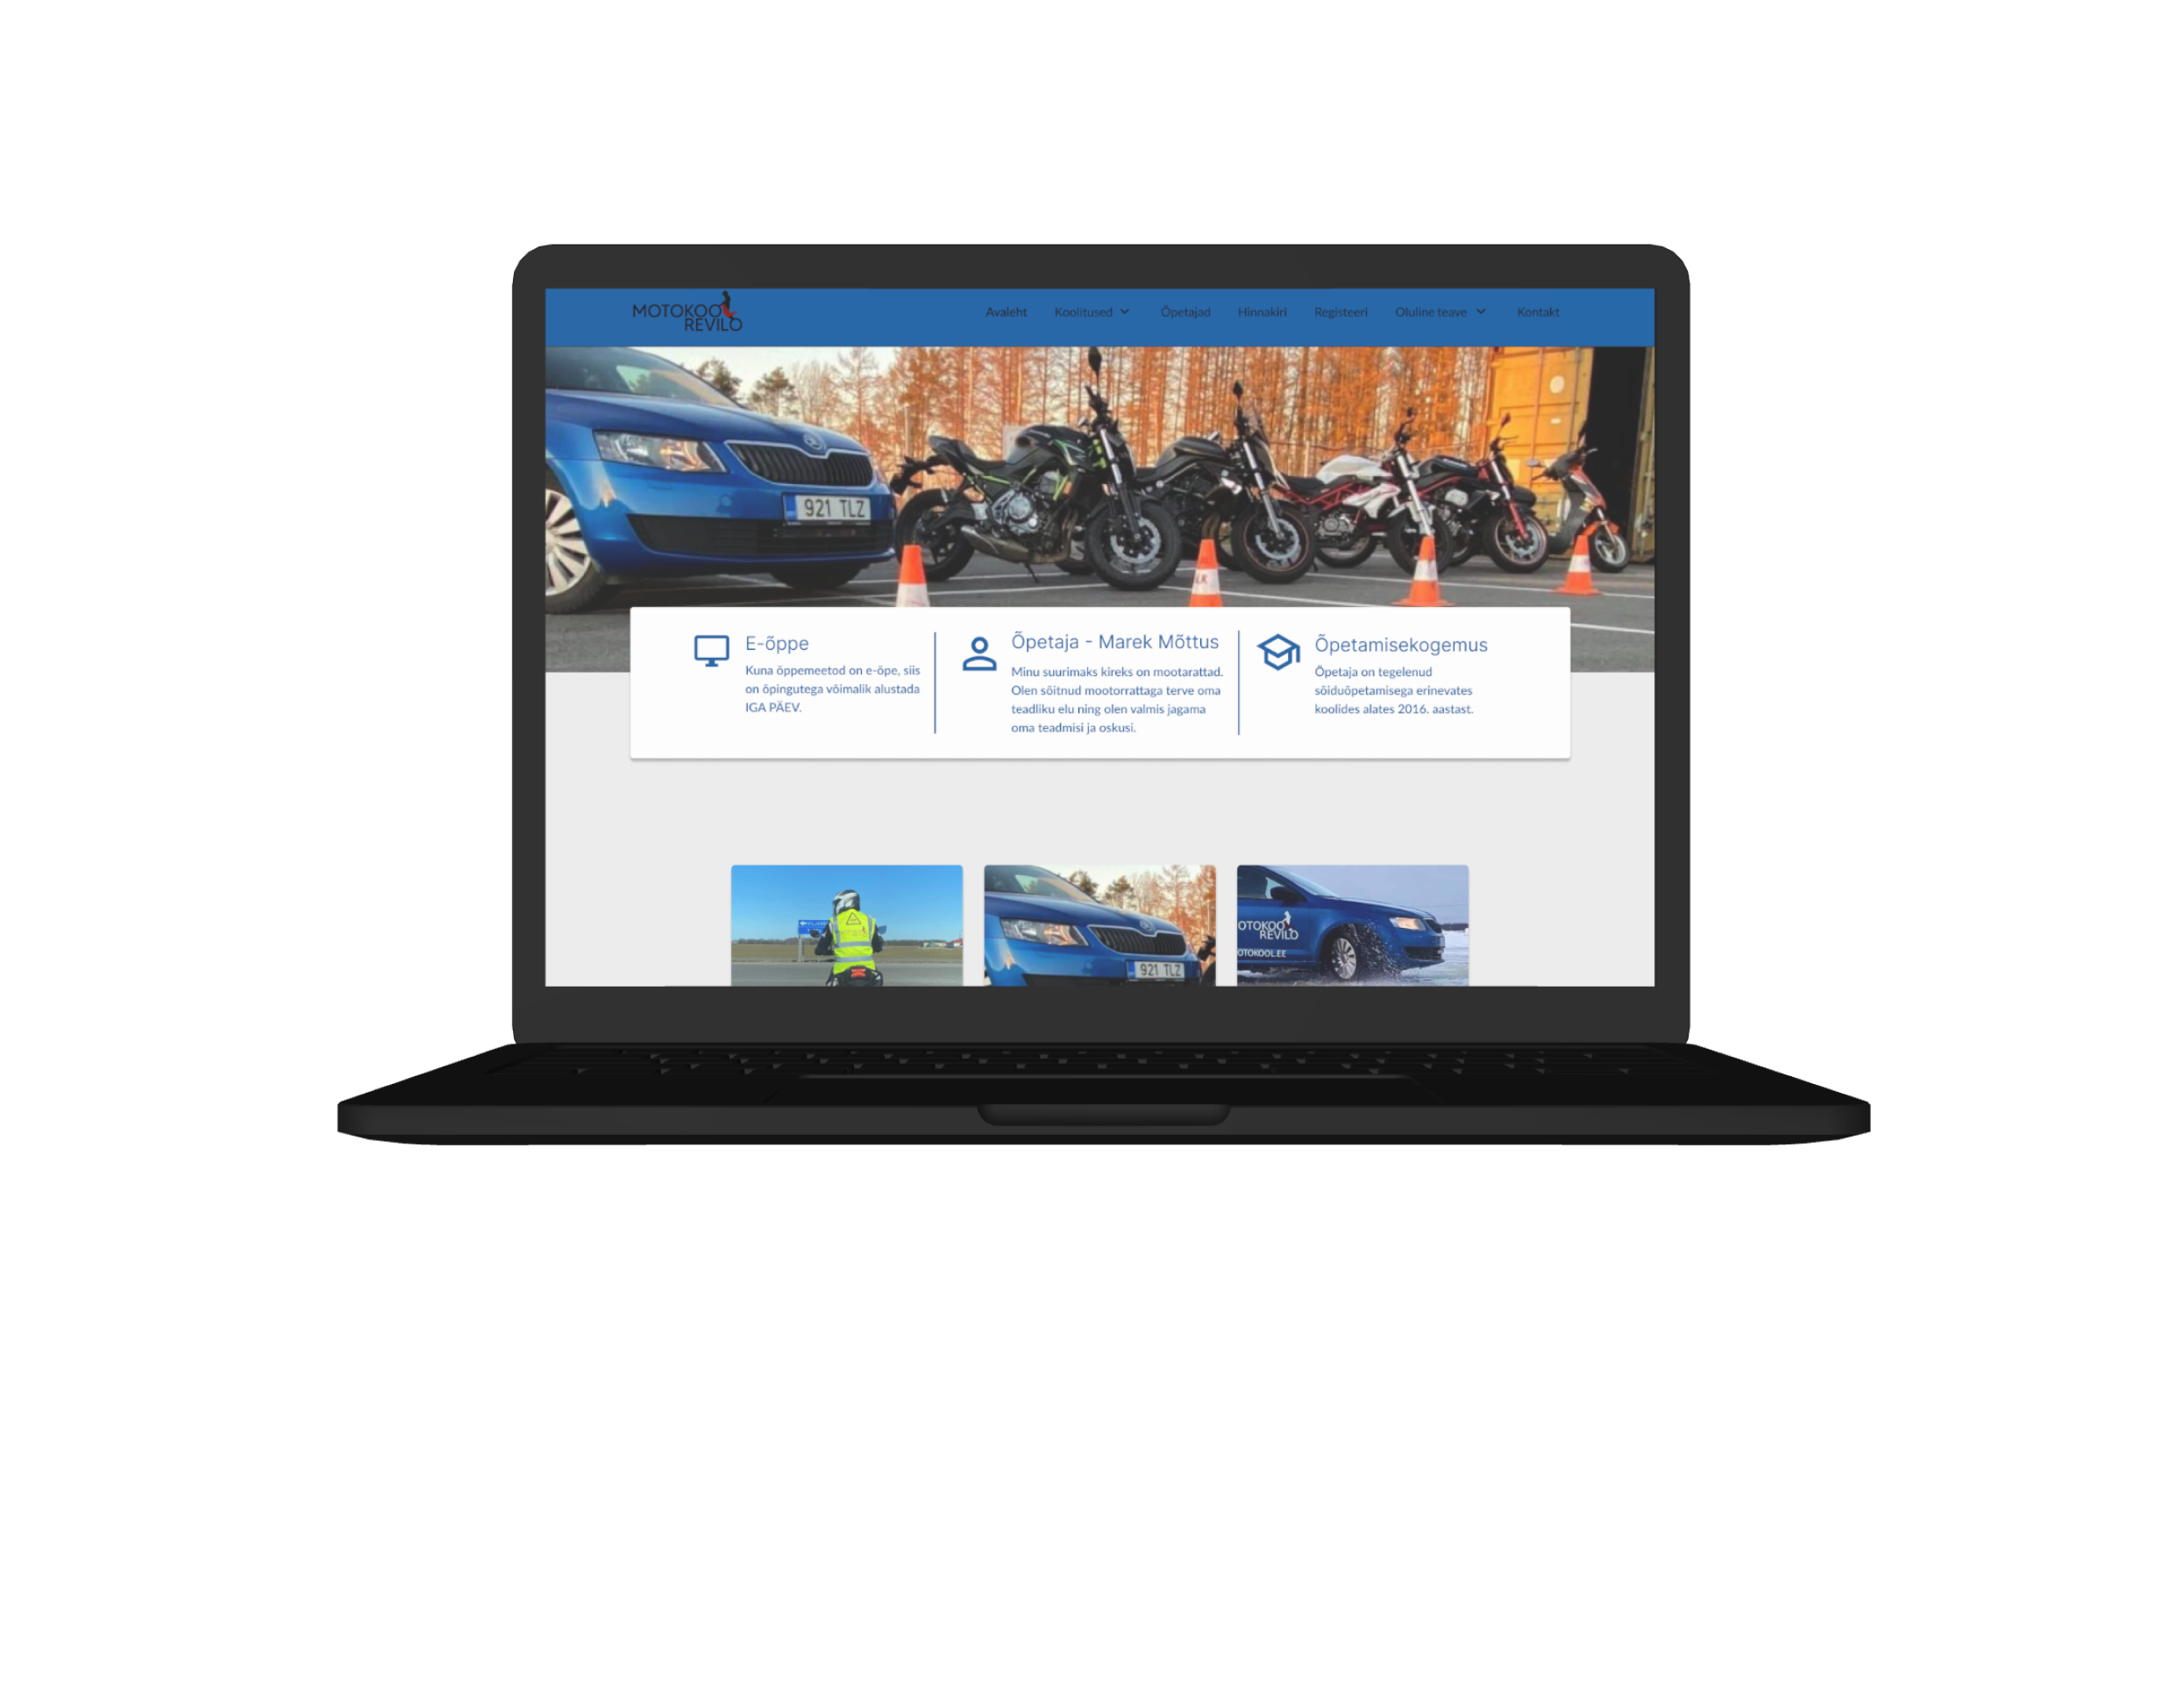 MOTOKOO
REVILO
Avaleht Koolitused Õpetajad Hinnakiri Registeeri Oluline teave Kontakt
921 TLZ
E-õppe
Kuna õppemeetod on e-õpe, siis
on õpingutega võimalik alustada
IGA PÄEV.
Õpetaja - Marek Mõttus
Minu suurimaks kireks on mootarattad.
Olen sõitnud mootorrattaga terve oma
teadliku elu ning olen valmis jagama
oma teadmisi ja oskusi.
Õpetamisekogemus
Õpetaja on tegelenud
sõiduõpetamisega erinevates
koolides alates 2016. aastast.
921 TLZ
OTOKOO
REVILO
OTOKOOL.EE